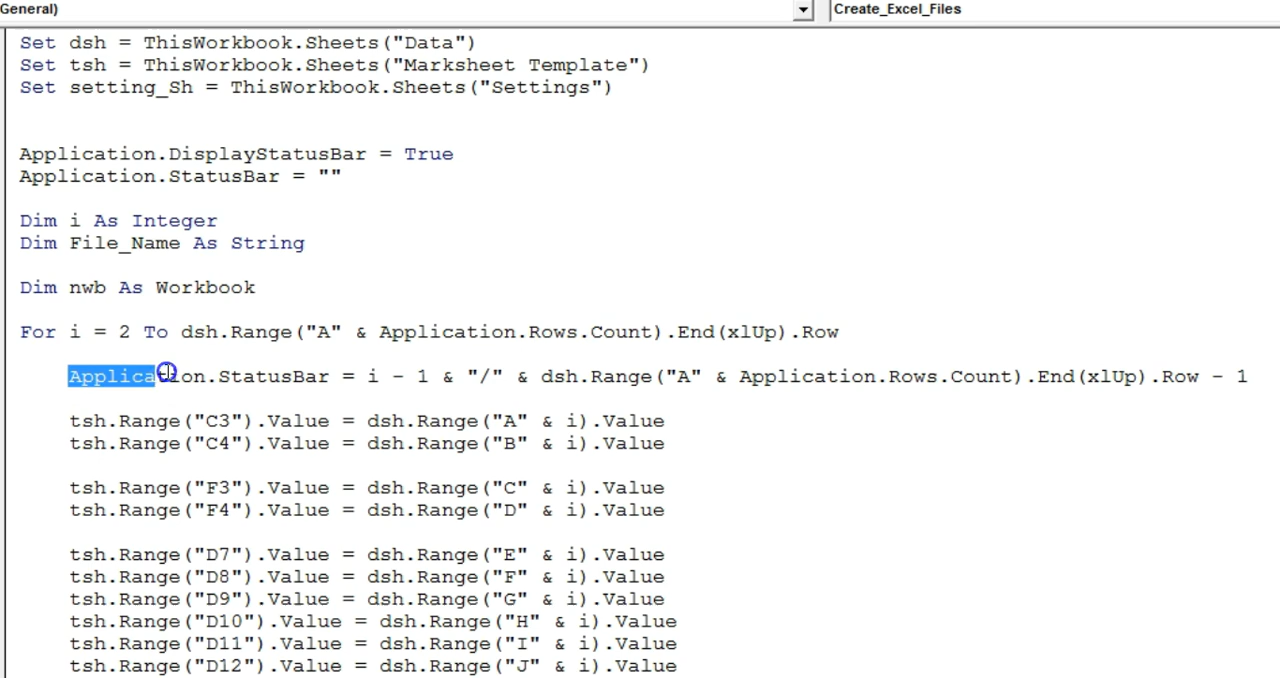 General)
Create_Excel_Files
Set dsh = ThisWorkbook.Sheets("Data")
Set tsh = ThisWorkbook.Sheets("Marksheet Template")
Set setting_Sh = ThisWorkbook.Sheets("Settings")
Application.DisplayStatusBar = True
Application.StatusBar = ""
Dim i As Integer
Dim File_Name As String
Dim nwb As Workbook
For i = 2 To dsh.Range("A" & Application.Rows.Count).End(xlUp).Row
Application.StatusBar = i - 1 & "/" & dsh.Range("A" & Application.Rows.Count).End(xlUp).Row - 1
tsh.Range("C3").Value = dsh.Range("A" & i).Value
tsh.Range("C4").Value = dsh.Range("B" & i).Value
tsh.Range("F3").Value = dsh.Range("C" & i).Value
tsh.Range("F4").Value = dsh.Range("D" & i).Value
tsh.Range("D7").Value = dsh.Range("E" & i).Value
tsh.Range("D8").Value = dsh.Range("F" & i).Value
tsh.Range("D9").Value = dsh.Range("G" & i).Value
tsh.Range("D10").Value = dsh.Range("H" & i).Value
tsh.Range("D11").Value = dsh.Range("I" & i).Value
tsh.Range("D12").Value = dsh.Range("J" & i).Value